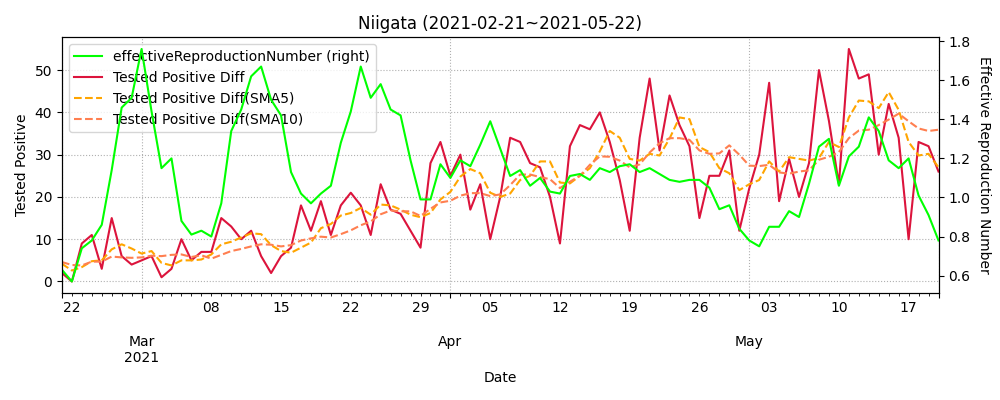 Niigata (2021-02-21~2021-05-22)
effectiveReproductionNumber (right)
Tested Positive Diff
Tested Positive Diff(SMA5)
Tested Positive Diff(SMA10)
Tested Positive
50
40
30
20
10
0
1.8
1.6
1.4
1.2
1.0
0.8
0.6
Effective Reproduction Number
22 08 15 22 29 05 12 19 26 03 10 17
Mar Apr May
2021
Date